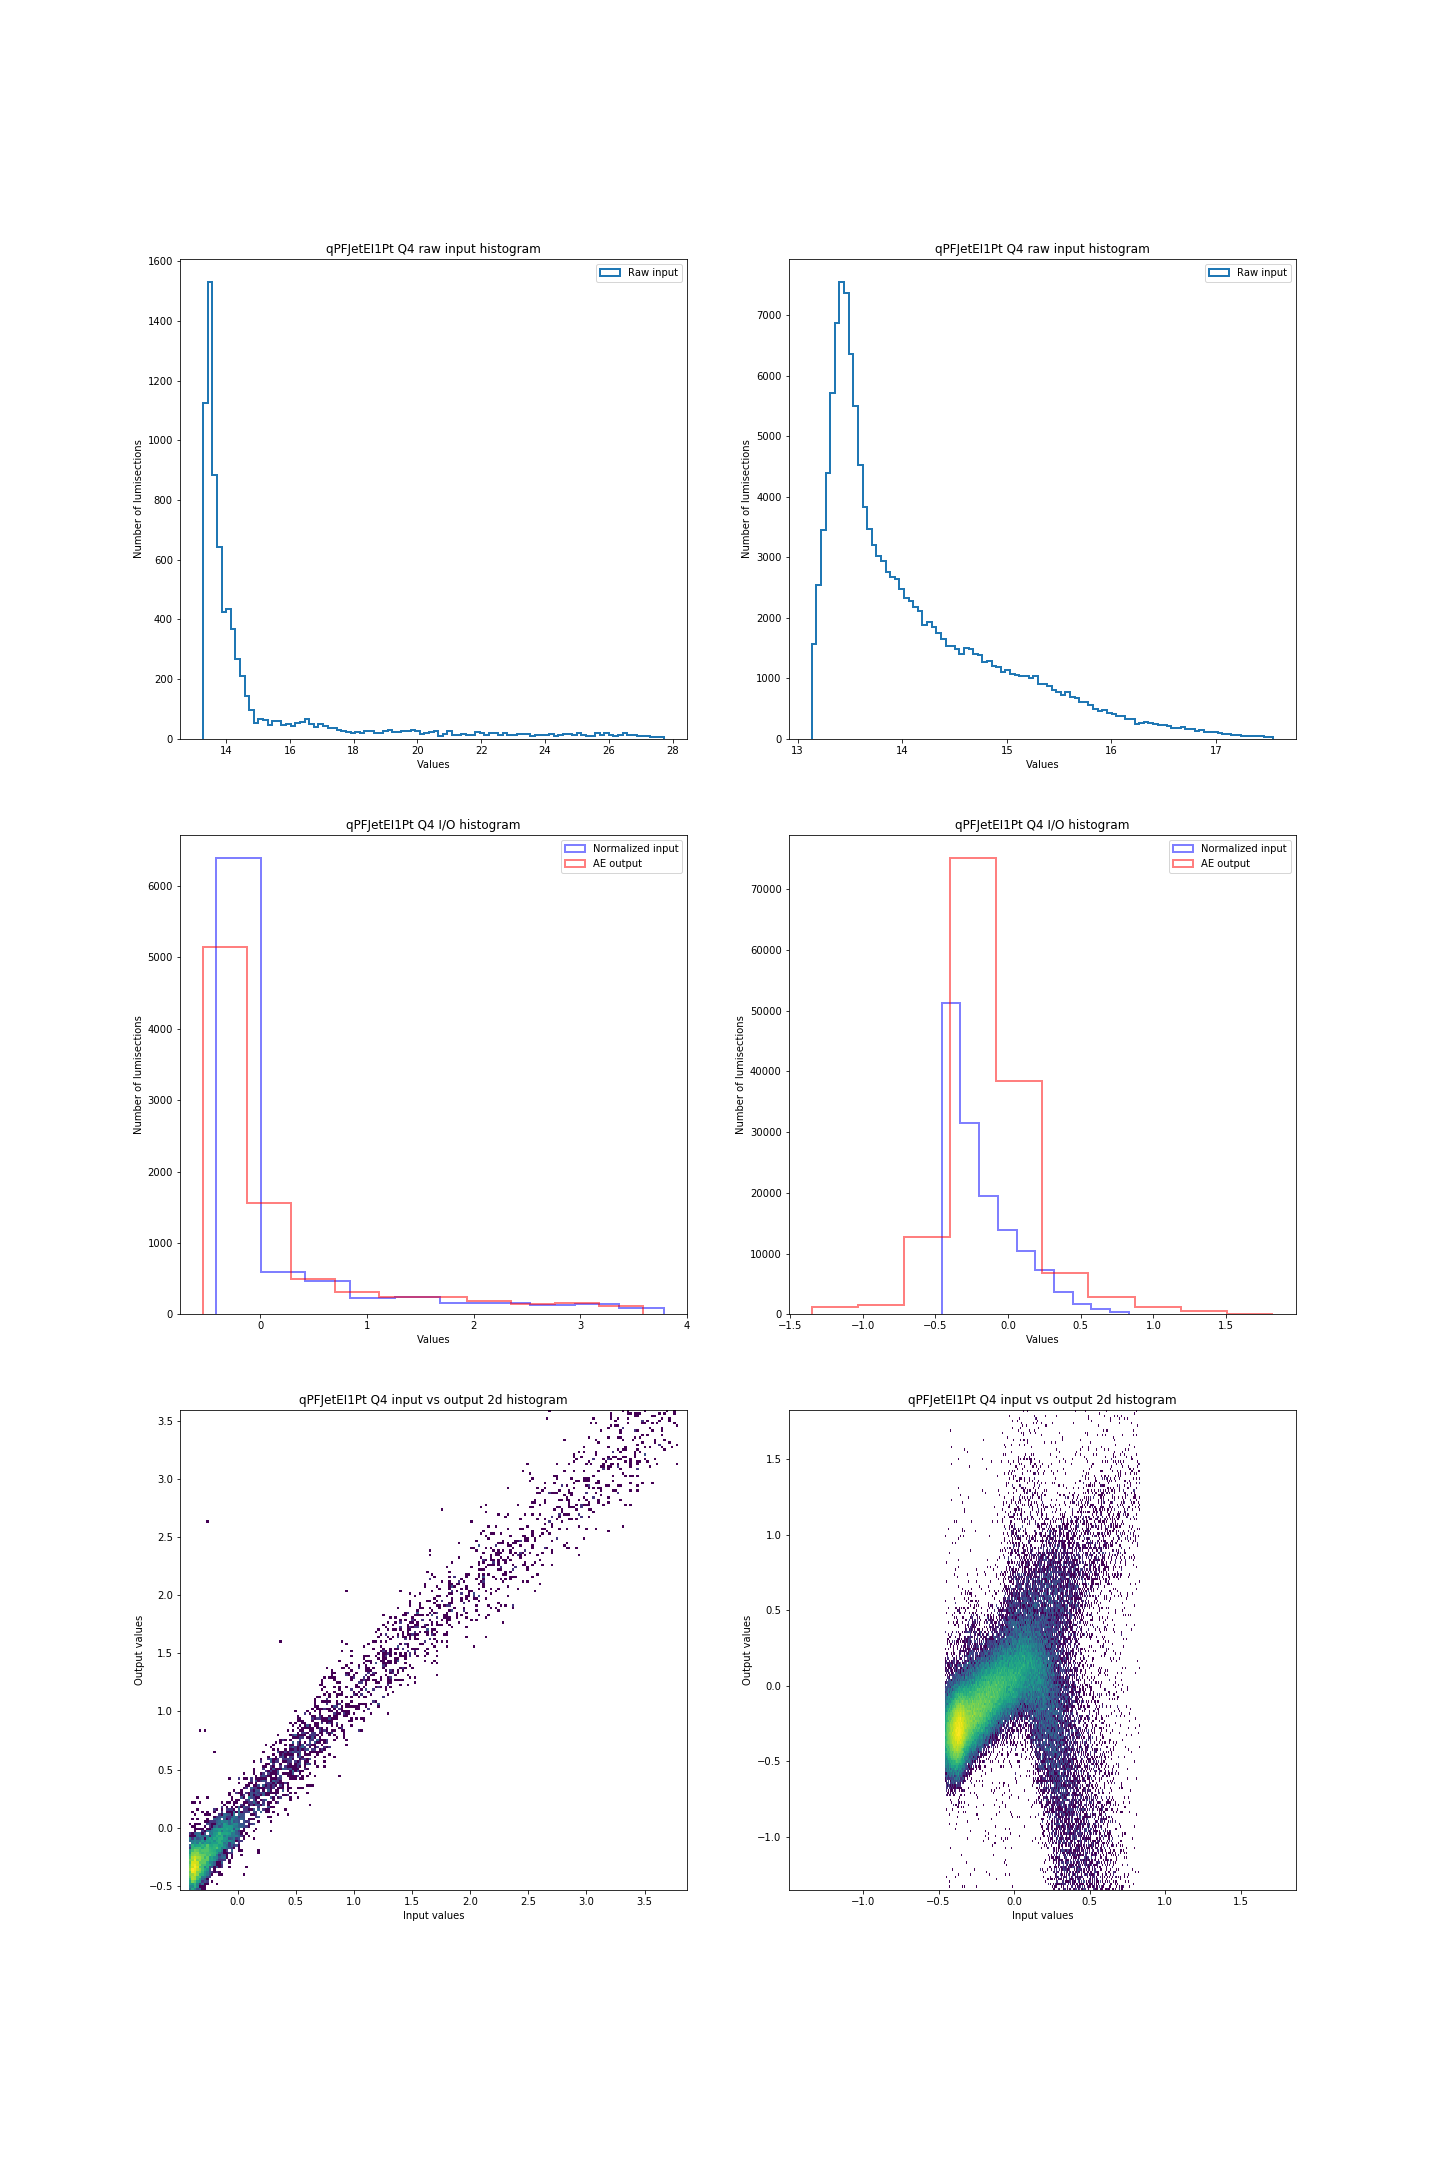 qPFJetEI1Pt Q4 raw input histogram
Raw input
1600
1400
1200
1000
800
600
400
200
0
Number of lumisections
14 16 18 20 22 24 26 28
Values
qPFJetEI1Pt Q4 raw input histogram
Raw input
7000
6000
5000
4000
3000
2000
1000
0
Number of lumisections
13 14 15 16 17
Values
qPFJetEI1Pt Q4 I/O histogram
Normalized input
AE output
6000
5000
4000
3000
2000
1000
0
Number of lumisections
0 1 2 3 4
Values
qPFJetEI1Pt Q4 I/O histogram
Normalized input
AE output
70000
60000
50000
40000
30000
20000
10000
0
Number of lumisections
−1.5 −1.0 −0.5 0.0 0.5 1.0 1.5
Values
qPFJetEI1Pt Q4 input vs output 2d histogram
3.5
3.0
2.5
2.0
1.5
1.0
0.5
0.0
−0.5
Output values
0.0 0.5 1.0 1.5 2.0 2.5 3.0 3.5
Input values
qPFJetEI1Pt Q4 input vs output 2d histogram
1.5
1.0
0.5
0.0
−0.5
−1.0
Output values
−1.0 −0.5 0.0 0.5 1.0 1.5
Input values